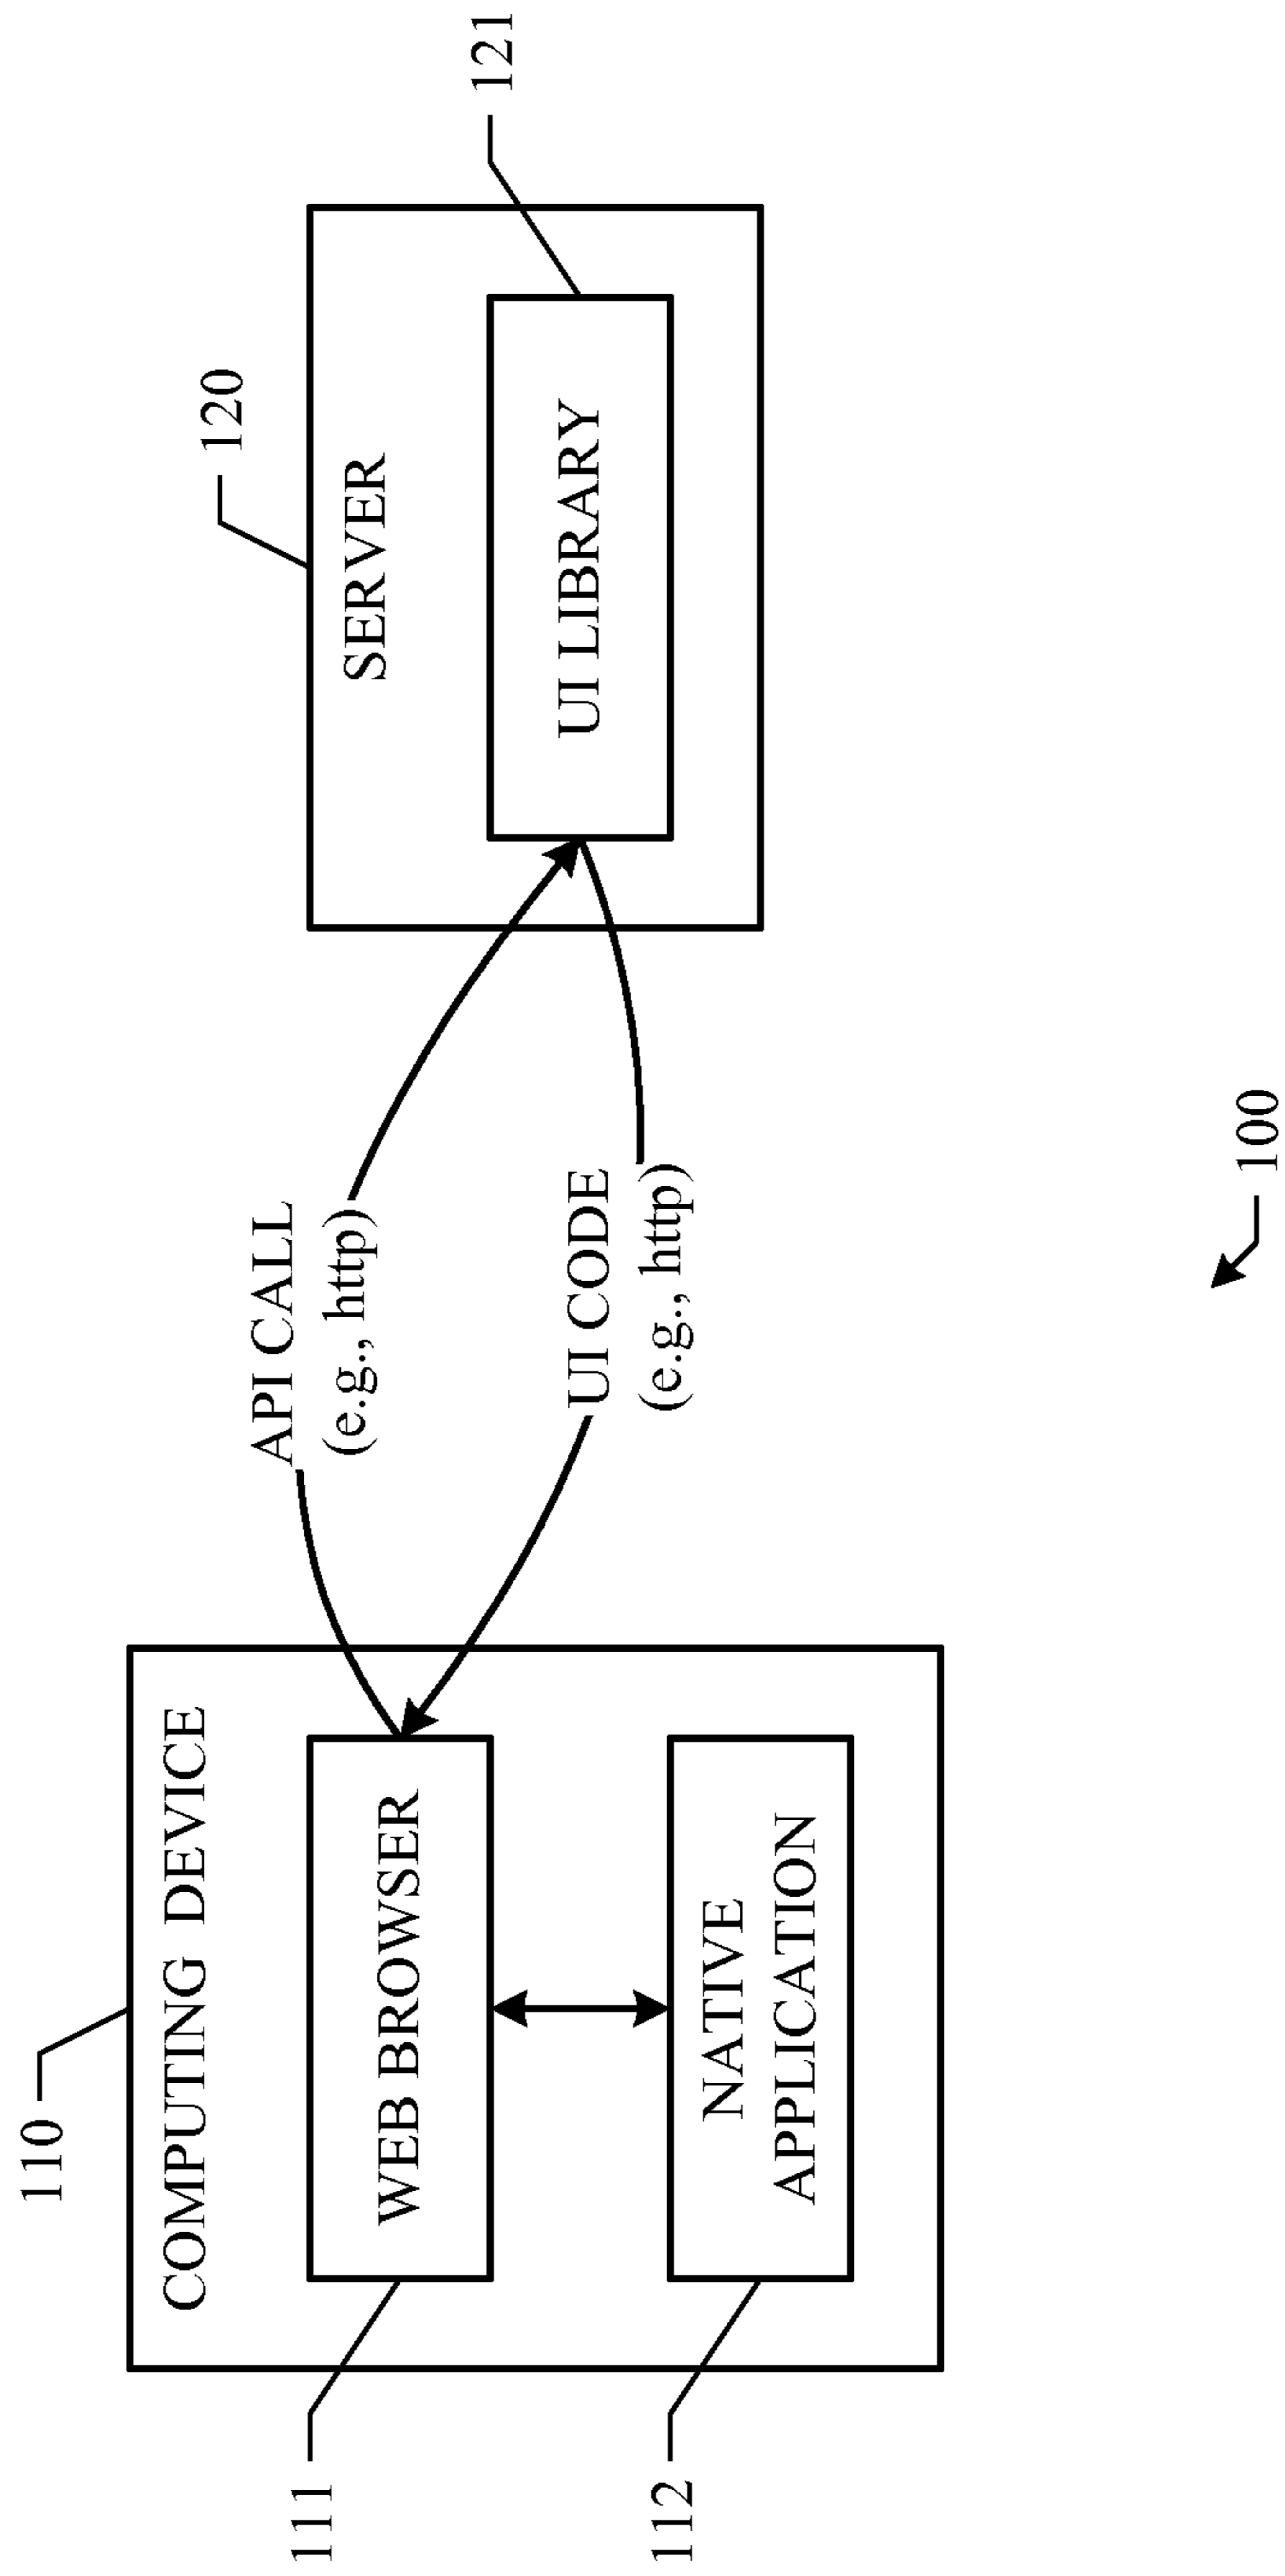 110
COMPUTING DEVICE
111
WEB BROWSER
112
NATIVE
APPLICATION
API CALL
(e.g., http)
UI CODE
(e.g., http)
120
SERVER
121
UI LIBRARY
100